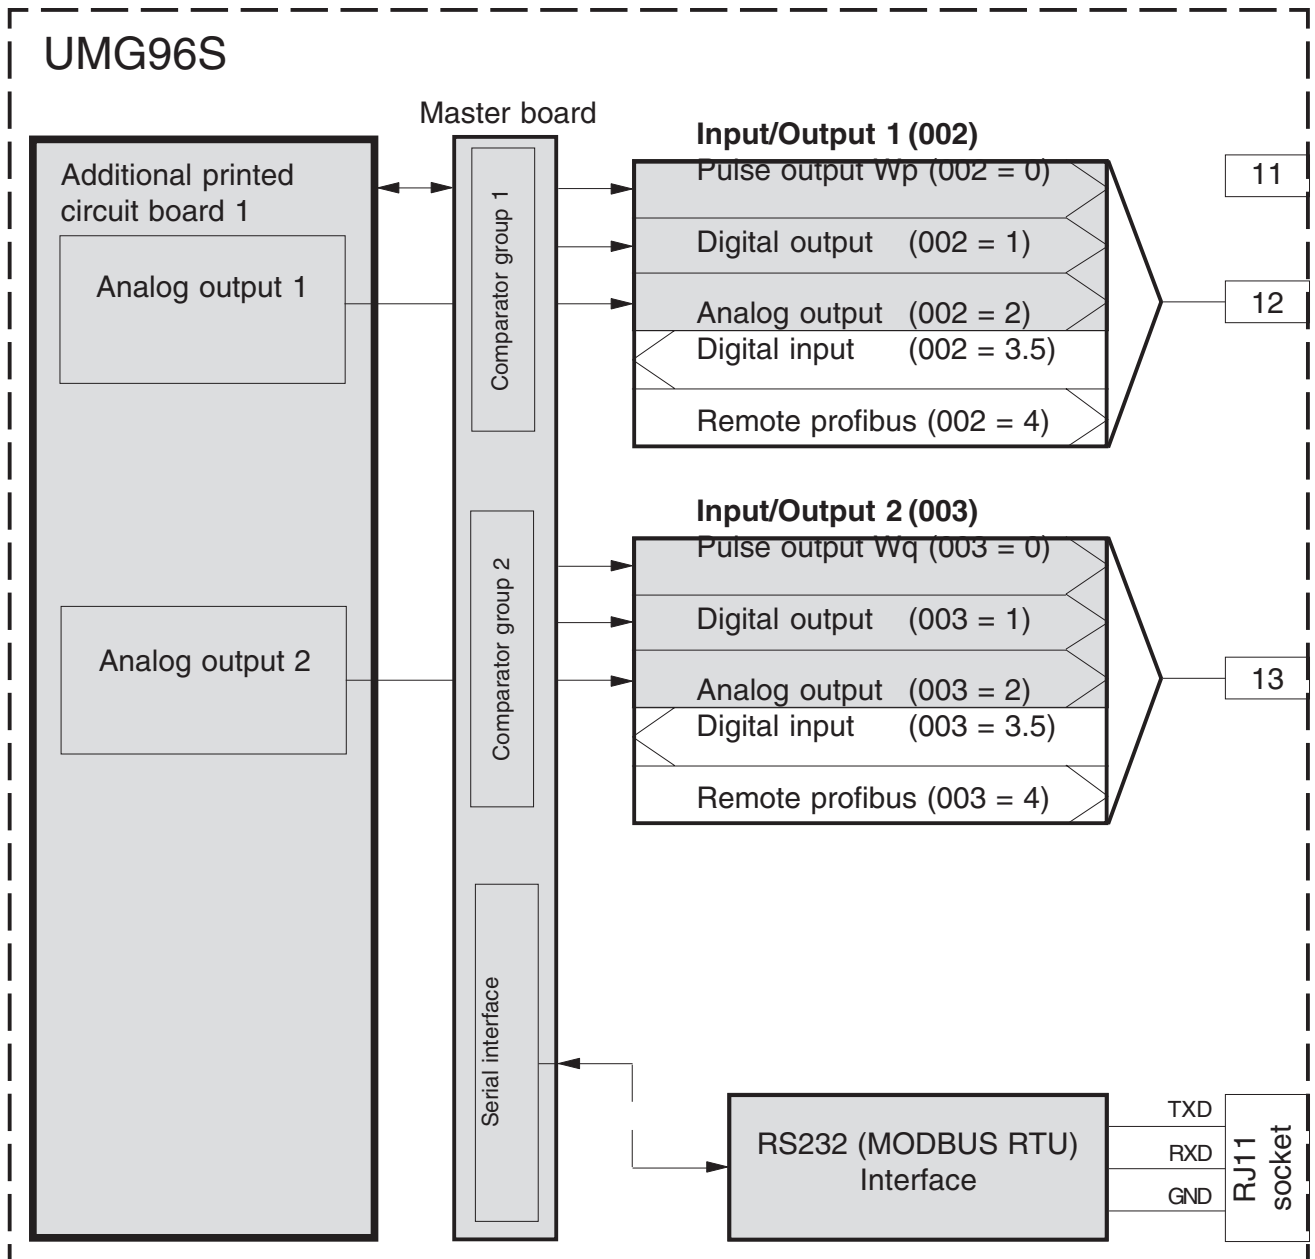 UMG96S
Master board
Additional printed
circuit board 1
Analog output 1
Analog output 2
Comparator group 1
Comparator group 2
Serial interface
Input/Output 1 (002)
Pulse output Wp (002 = 0)
Digital output (002 = 1)
Analog output (002 = 2)
Digital input (002 = 3.5)
Remote profibus (002 = 4)
11
12
Input/Output 2 (003)
Pulse output Wq (003 = 0)
Digital output (003 = 1)
Analog output (003 = 2)
Digital input (003 = 3.5)
Remote profibus (003 = 4)
13
RS232 (MODBUS RTU)
Interface
TXD
RXD
GND
RJ11
socket